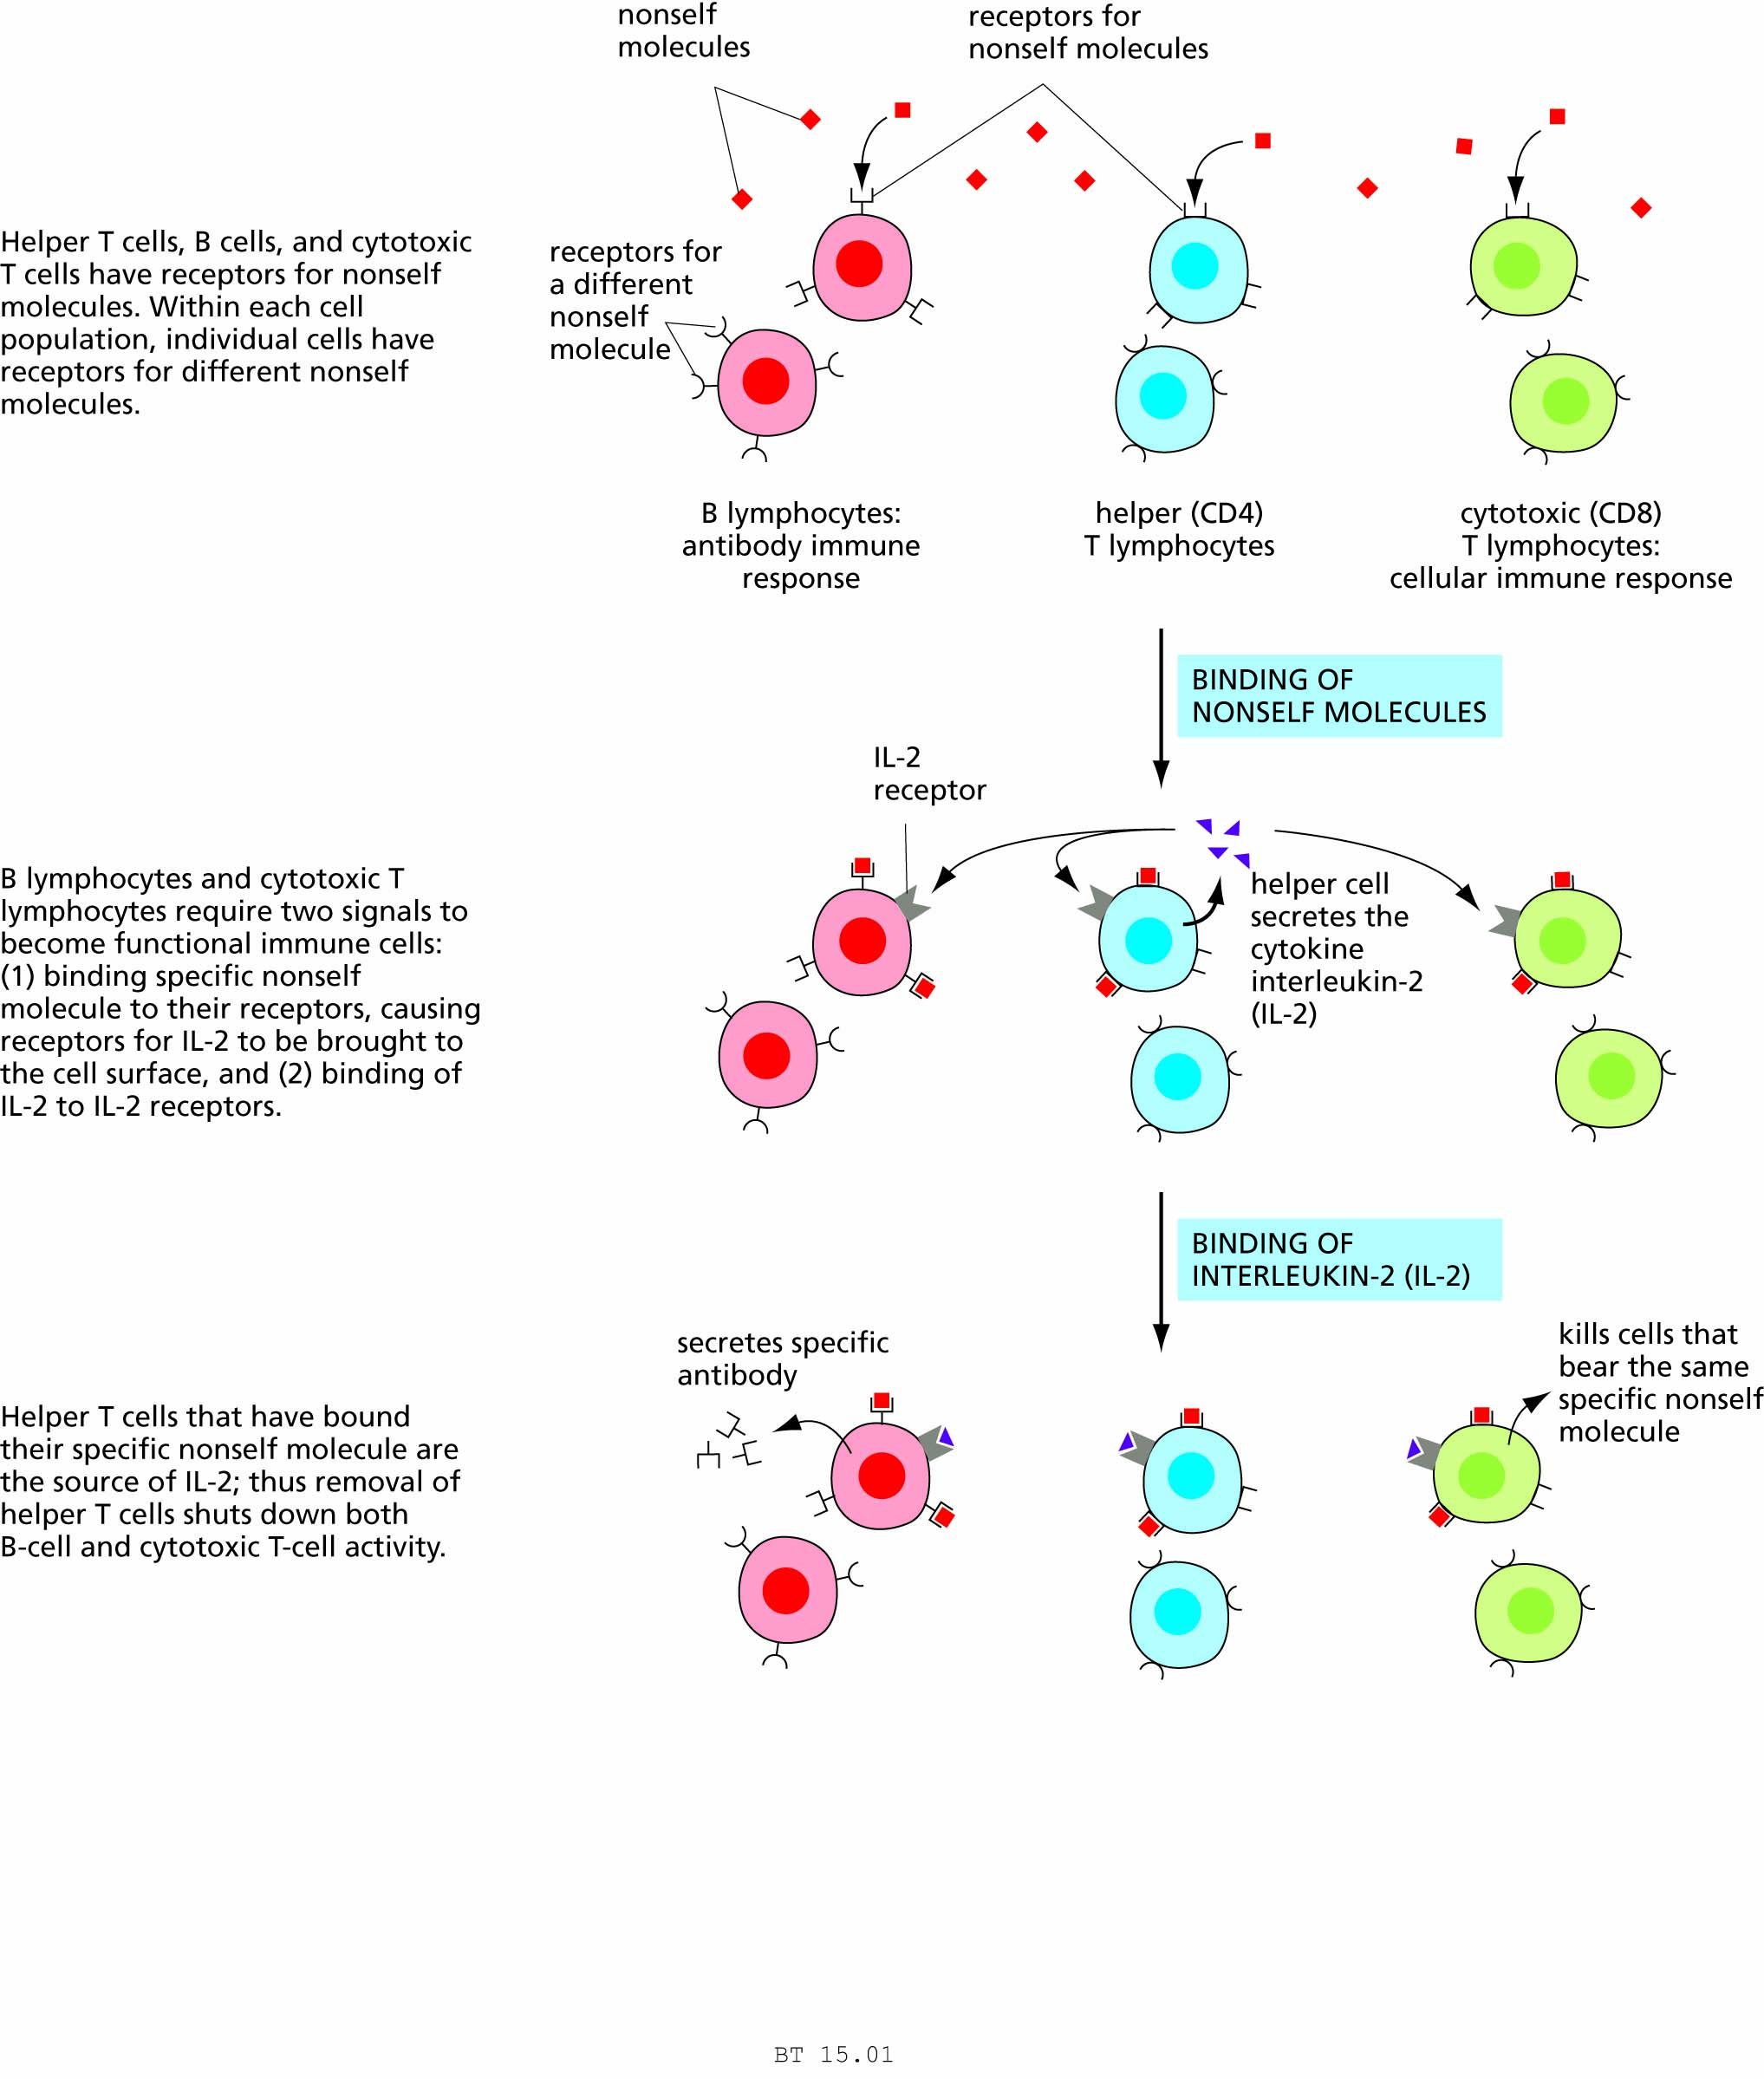 nonself
molecules
receptors for
nonself molecules
Helper T cells, B cells, and cytotoxic
T cells have receptors for nonself
molecules. Within each cell
population, individual cells have
receptors for different nonself
molecules.
receptors for
a different
nonself
molecule
B lymphocytes:
antibody immune
response
helper (CD4)
T lymphocytes
cytotoxic (CD8)
T lymphocytes:
cellular immune response
BINDING OF
NONSELF MOLECULES
IL-2
receptor
B lymphocytes and cytotoxic T
lymphocytes require two signals to
become functional immune cells:
(1) binding specific nonself
molecule to their receptors, causing
receptors for IL-2 to be brought to
the cell surface, and (2) binding of
IL-2 to IL-2 receptors.
helper cell
secretes the
cytokine
interleukin-2
(IL-2)
BINDING OF
INTERLEUKIN-2 (IL-2)
secretes specific
antibody
kills cells that
bear the same
specific nonself
molecule
Helper T cells that have bound
their specific nonself molecule are
the source of IL-2; thus removal of
helper T cells shuts down both
B-cell and cytotoxic T-cell activity.
BT 15.01